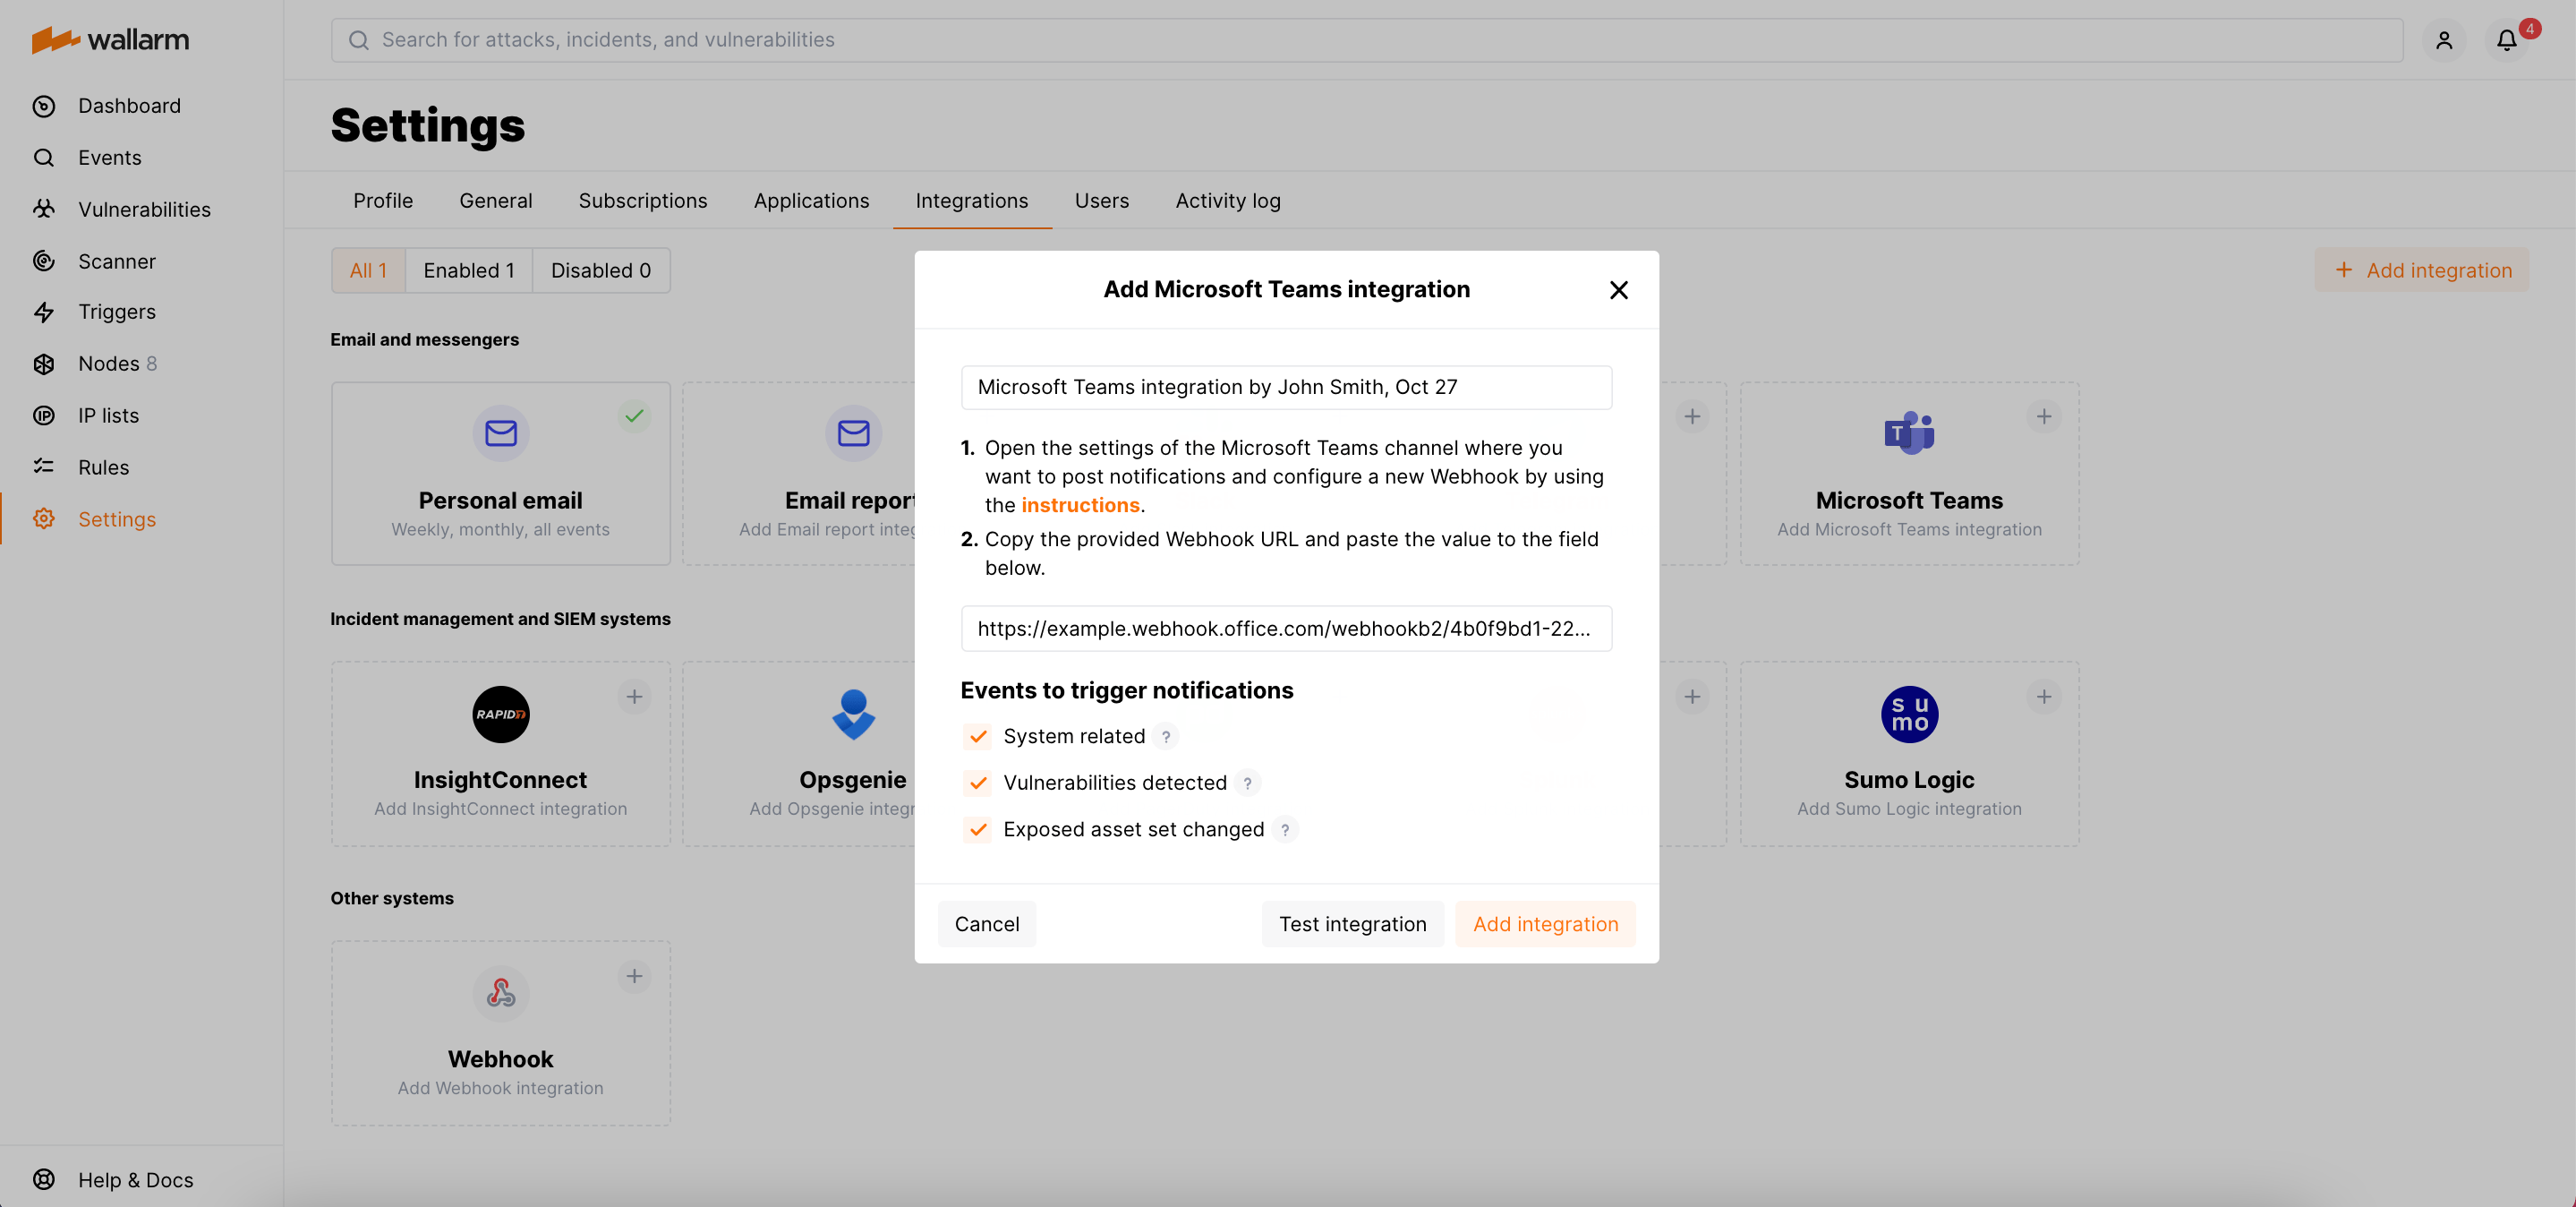 wallarm
Search for attacks, incidents, and vulnerabilities
4
Dashboard
Events
Vulnerabilities
Scanner
Triggers
Nodes 8
IP lists
Rules
Settings
Help & Docs
Settings
Profile
General
Subscriptions
Applications
Integrations
Users
Activity log
All 1
Enabled 1
Disabled 0
+ Add integration
Email and messengers
Personal email
Weekly, monthly, all events
Email report
Add Email report
Microsoft Teams
Add Microsoft Teams integration
Incident management and SIEM systems
RAPID7
InsightConnect
Add InsightConnect integration
Opsgenie
Add Opsgenie
sumo
Sumo Logic
Add Sumo Logic integration
Other systems
Webhook
Add Webhook integration
Add Microsoft Teams integration
Microsoft Teams integration by John Smith, Oct 27
1. Open the settings of the Microsoft Teams channel where you
want to post notifications and configure a new Webhook by using
the instructions.
2. Copy the provided Webhook URL and paste the value to the field
below.
https://example.webhook.office.com/webhookb2/4b0f9bd1-22...
Events to trigger notifications
System related ?
Vulnerabilities detected ?
Exposed asset set changed ?
Cancel
Test integration
Add integration